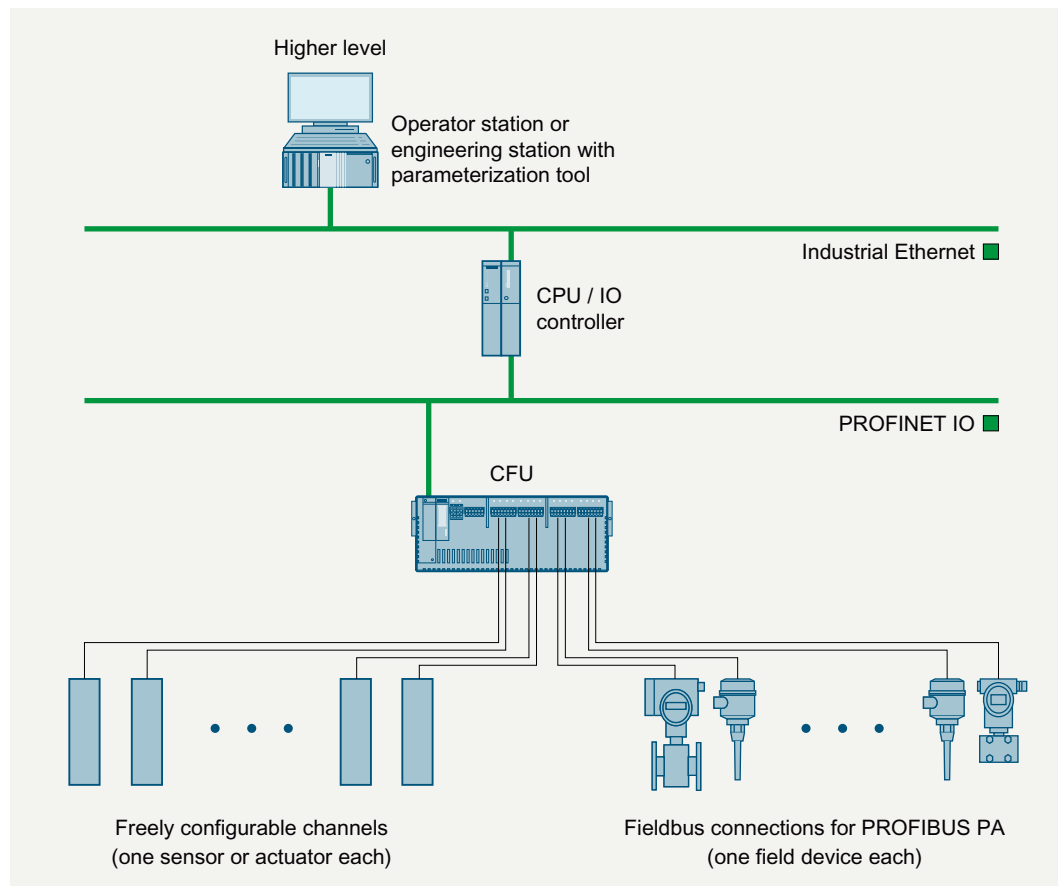 Higher level
Operator station or
engineering station with
parameterization tool
Industrial Ethernet
CPU / IO
controller
PROFINET IO
CFU
Freely configurable channels
(one sensor or actuator each)
Fieldbus connections for PROFIBUS PA
(one field device each)